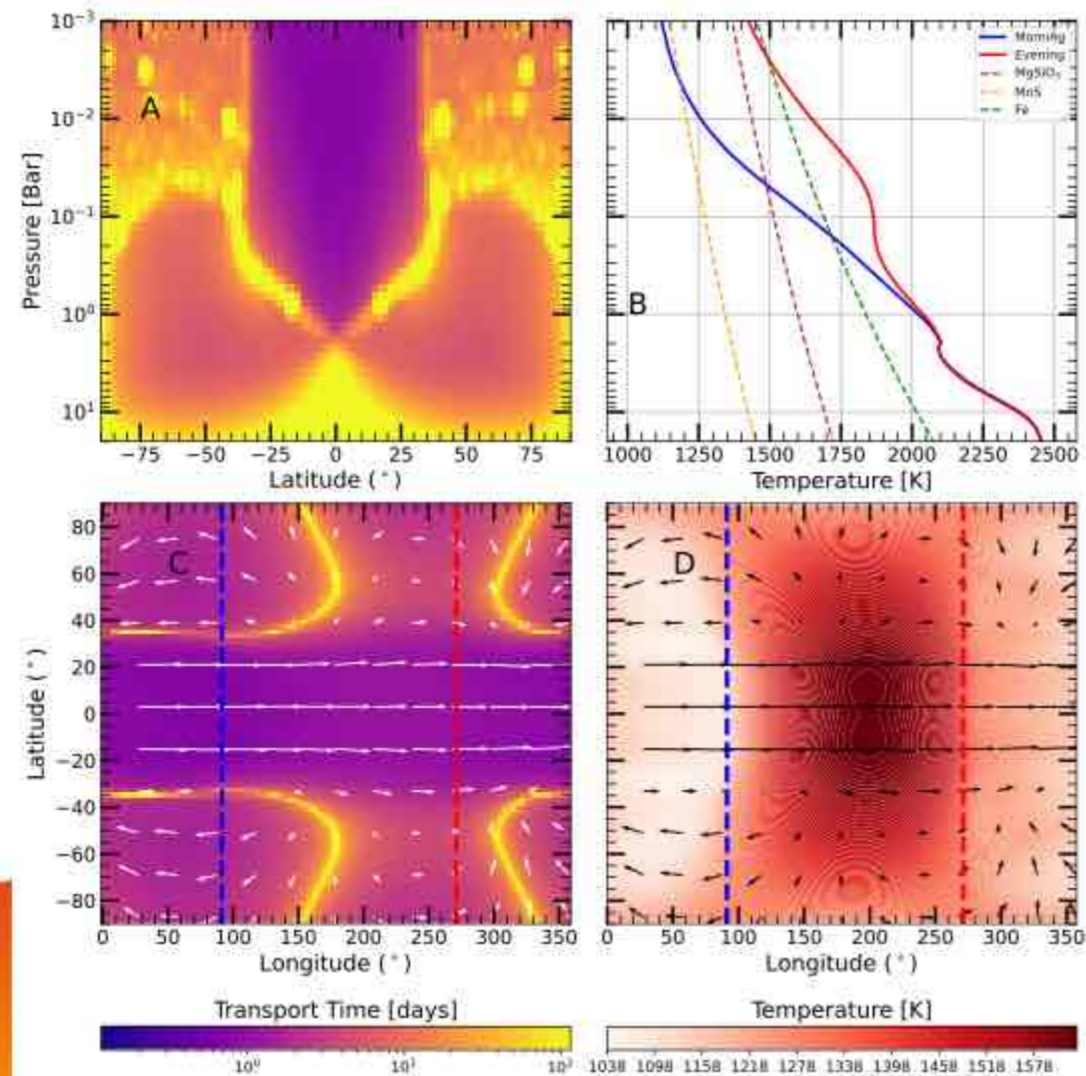 A
10⁻³
10⁻²
10⁻¹
10⁰
10¹
Pressure [Bar]
−75 −50 −25 0 25 50 75
Latitude (°)
B
Morning
Evening
MgSiO₃
MnS
Fe
1000 1250 1500 1750 2000 2250 2500
Temperature [K]
C
80
60
40
20
0
−20
−40
−60
−80
Latitude (°)
0 50 100 150 200 250 300 350
Longitude (°)
D
0 50 100 150 200 250 300 350
Longitude (°)
Transport Time [days]
10⁰ 10¹ 10²
Temperature [K]
1038 1098 1158 1218 1278 1338 1398 1458 1518 1578